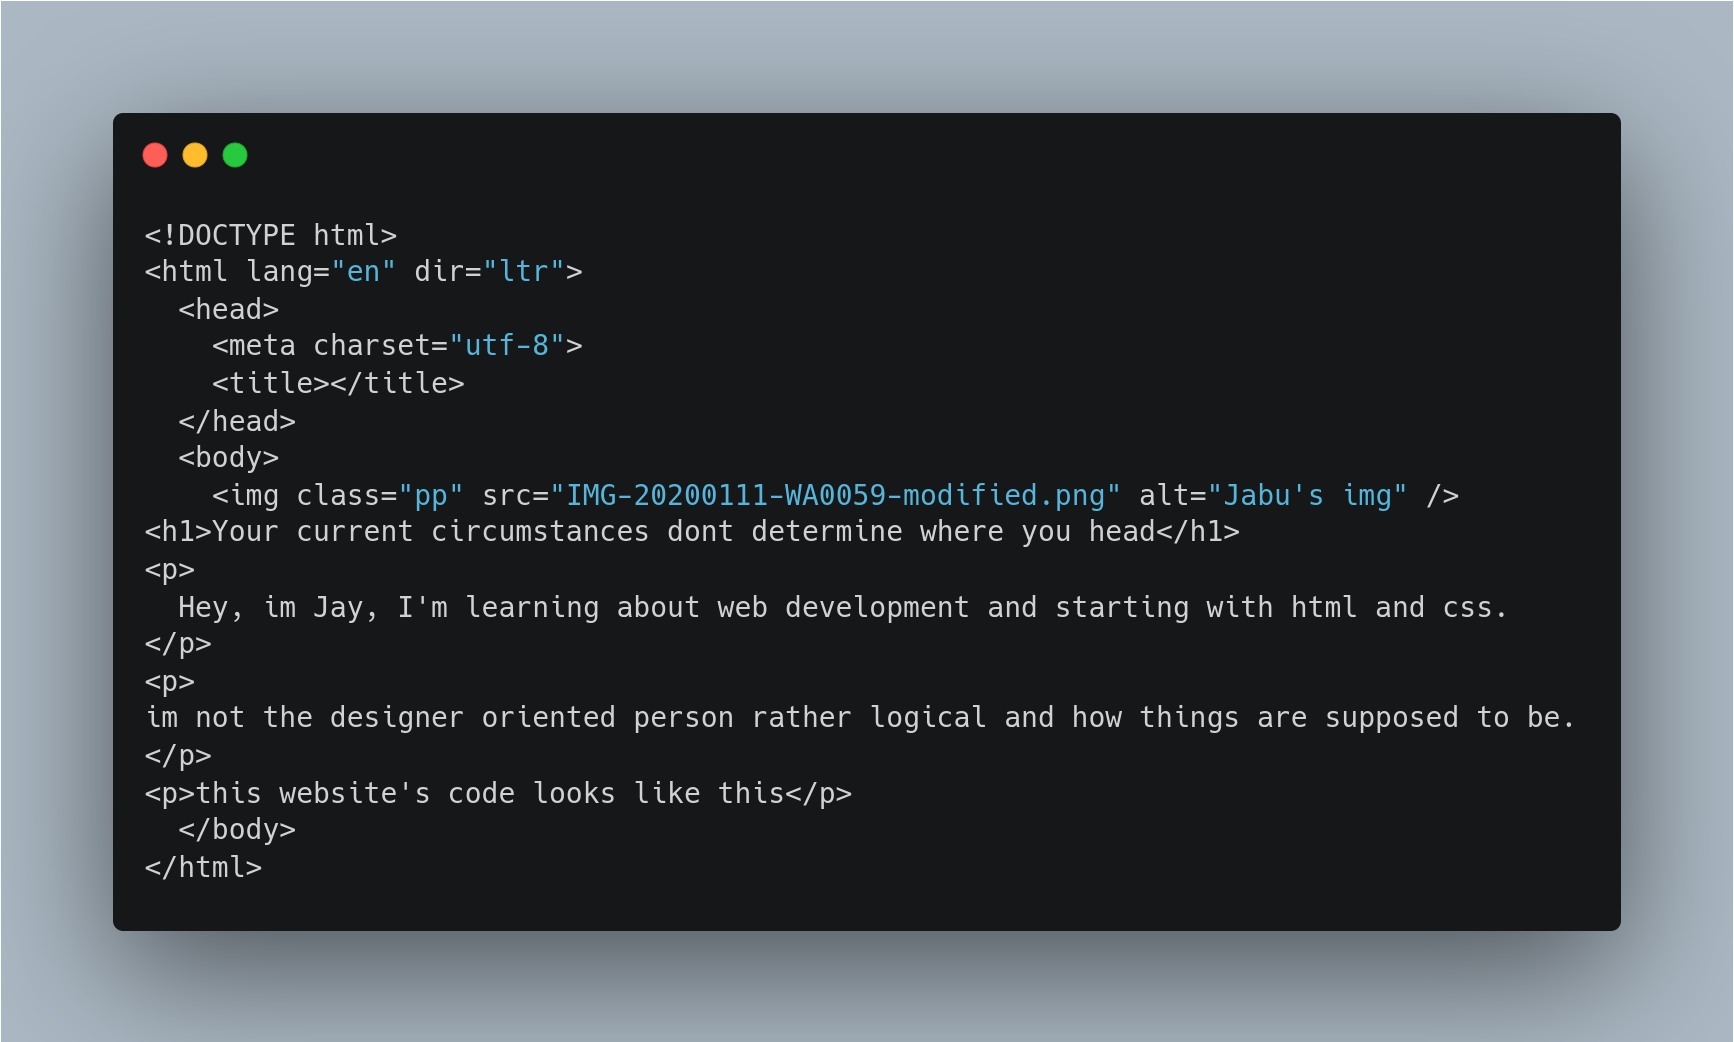 <!DOCTYPE html>
<html lang="en" dir="ltr">
  <head>
    <meta charset="utf-8">
    <title></title>
  </head>
  <body>
    <img class="pp" src="IMG-20200111-WA0059-modified.png" alt="Jabu's img" />
<h1>Your current circumstances dont determine where you head</h1>
<p>
  Hey, im Jay, I'm learning about web development and starting with html and css.
</p>
<p>
im not the designer oriented person rather logical and how things are supposed to be.
</p>
<p>this website's code looks like this</p>
  </body>
</html>